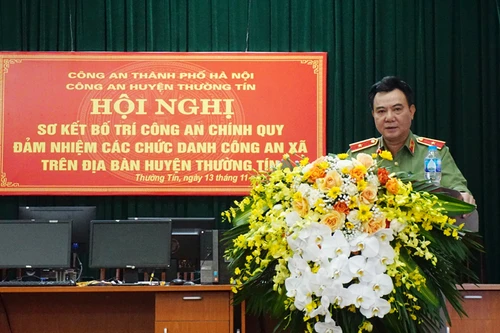 CÔNG AN THÀNH PHỐ HÀ NỘI
CÔNG AN HUYỆN THƯỜNG TÍN
HỘI NGHỊ
SƠ KẾT BỐ TRÍ CÔNG AN CHÍNH QUY
ĐẢM NHIỆM CÁC CHỨC DANH CÔNG AN XÃ
TRÊN ĐỊA BÀN HUYỆN THƯỜNG TÍN
Thường Tín, ngày 13 tháng 11